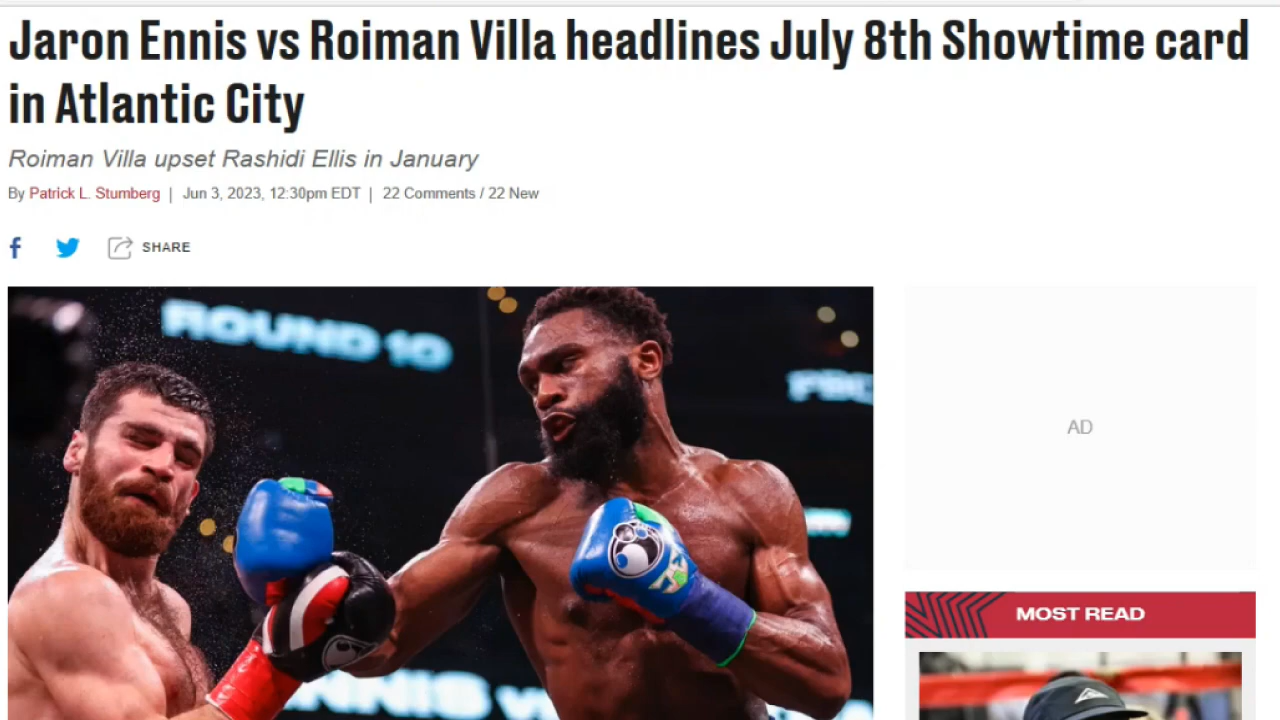 Jaron Ennis vs Roiman Villa headlines July 8th Showtime card
in Atlantic City
Roiman Villa upset Rashidi Ellis in January
By Patrick L. Stumberg | Jun 3, 2023, 12:30pm EDT | 22 Comments / 22 New
SHARE
ROUND 10
AD
MOST READ
ENNIS vs